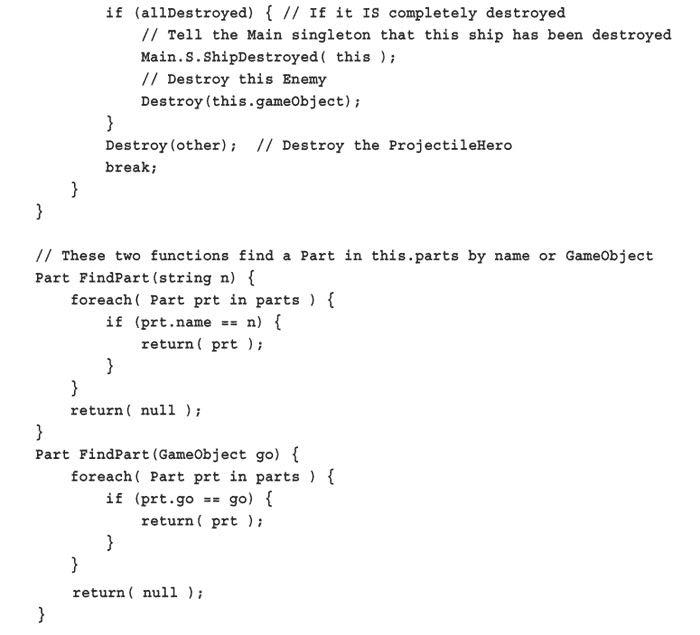 if (allDestroyed) { // If it IS completely destroyed
// Tell the Main singleton that this ship has been destroyed
Main.S.ShipDestroyed( this );
// Destroy this Enemy
Destroy(this.gameObject);
}
Destroy(other);  // Destroy the ProjectileHero
break;
}
}
// These two functions find a Part in this.parts by name or GameObject
Part FindPart(string n) {
foreach( Part prt in parts ) {
if (prt.name == n) {
return( prt );
}
}
return( null );
}
Part FindPart(GameObject go) {
foreach( Part prt in parts ) {
if (prt.go == go) {
return( prt );
}
}
return( null );
}